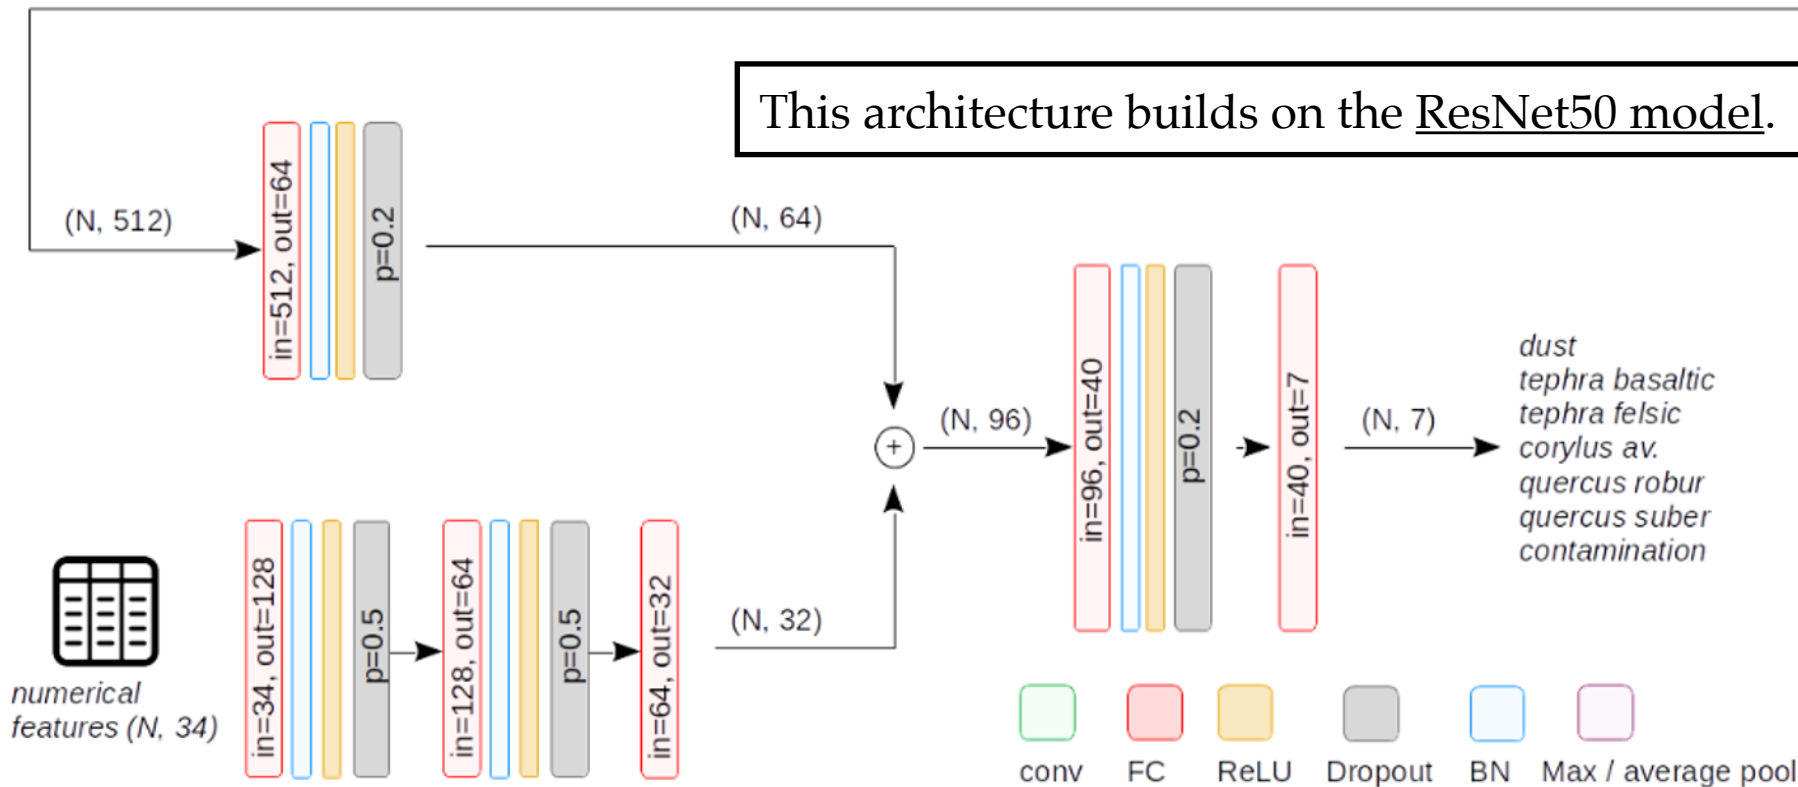 This architecture builds on the ResNet50 model.
(N, 512)
in=512, out=64
p=0.2
(N, 64)
numerical
features (N, 34)
in=34, out=128
p=0.5
in=128, out=64
p=0.5
in=64, out=32
(N, 32)
+
(N, 96)
in=96, out=40
p=0.2
in=40, out=7
(N, 7)
dust
tephra basaltic
tephra felsic
corylus av.
quercus robur
quercus suber
contamination
conv FC ReLU Dropout BN Max / average pool